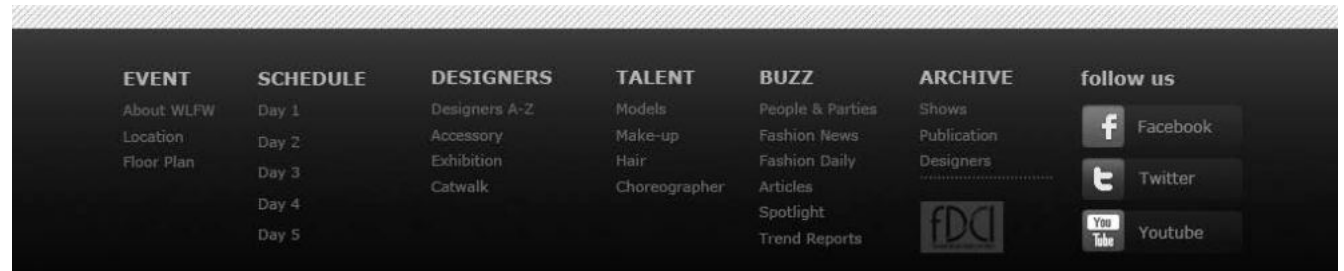 EVENT
About WLFW
Location
Floor Plan
SCHEDULE
Day 1
Day 2
Day 3
Day 4
Day 5
DESIGNERS
Designers A-Z
Accessory
Exhibition
Catwalk
TALENT
Models
Make-up
Hair
Choreographer
BUZZ
People & Parties
Fashion News
Fashion Daily
Articles
Spotlight
Trend Reports
ARCHIVE
Shows
Publication
Designers
fDCI
follow us
f Facebook
t Twitter
You
Tube Youtube